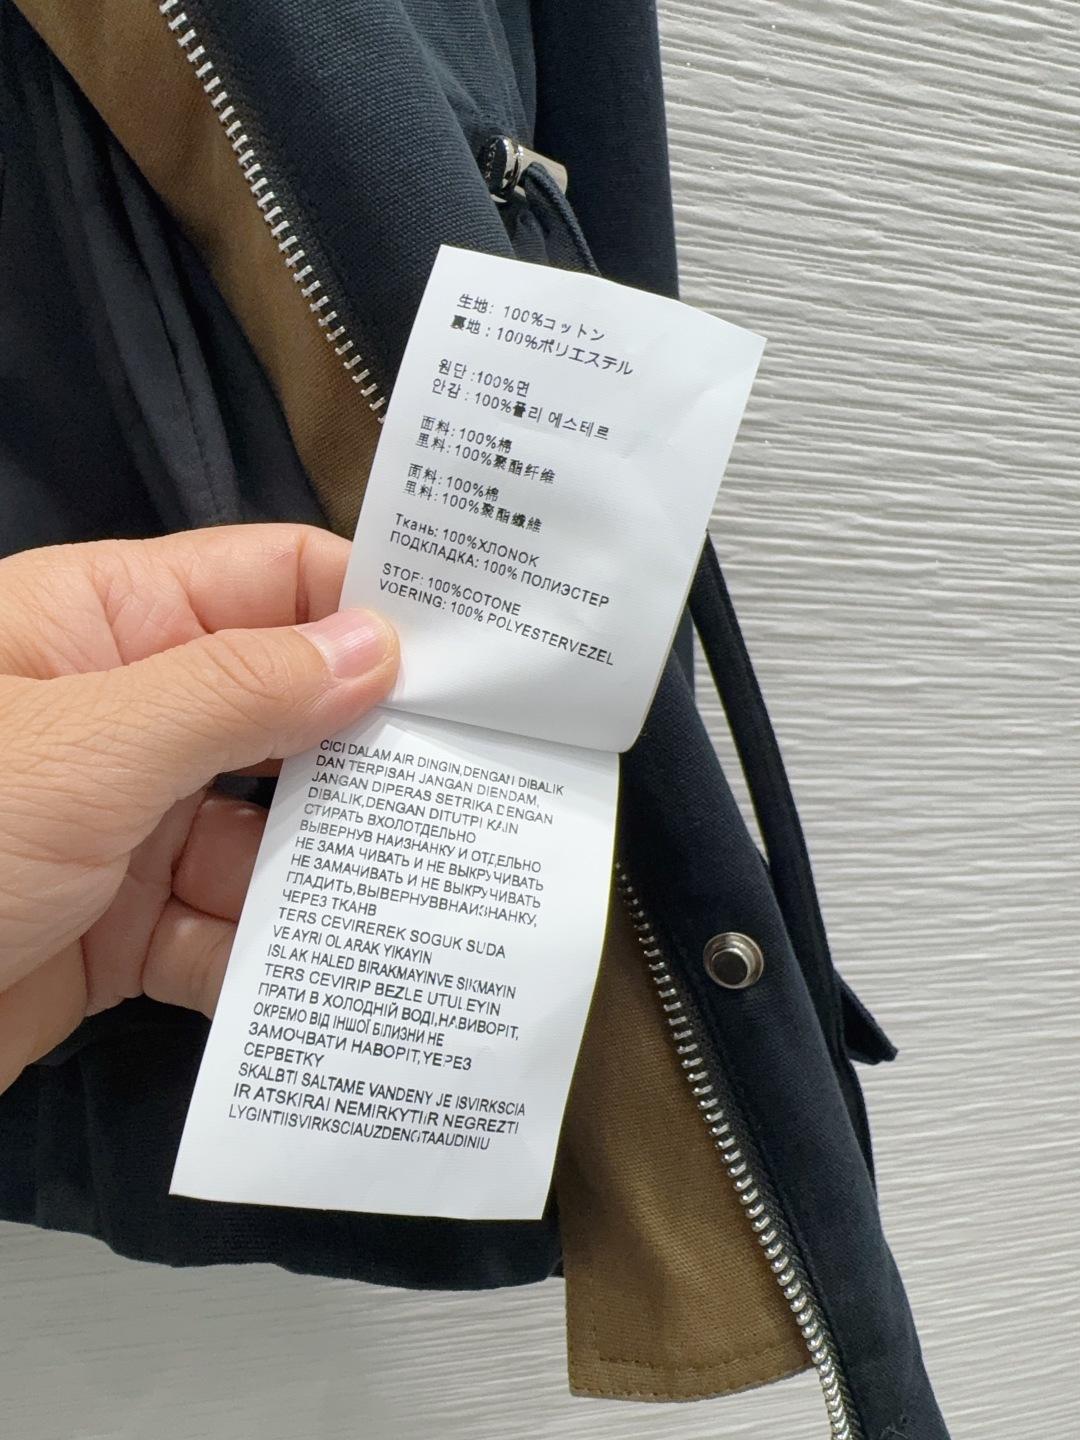 生地: 100%コットン
裏地: 100%ポリエステル
원단:100%면
안감: 100%폴리 에스테르
面料: 100%棉
里料: 100%聚酯纤维
面料: 100%棉
里料: 100%聚酯纖維
Ткань: 100%ХЛОПОК
ПОДКЛАДКА: 100% ПОЛИЭСТЕР
STOF: 100%COTONE
VOERING: 100% POLYESTERVEZEL
CICI DALAM AIR DINGIN,DENGAN DIBALIK
DAN TERPISAH JANGAN DIENDAM,
JANGAN DIPERAS SETRIKA DENGAN
DIBALIK,DENGAN DITUTPI KAIN
СТИРАТЬ ВХОЛОТДЕЛЬНО
ВЫВЕРНУВ НАИЗНАНКУ И ОТДЕЛЬНО
НЕ ЗАМА ЧИВАТЬ И НЕ ВЫКРУЧИВАТЬ
НЕ ЗАМАЧИВАТЬ И НЕ ВЫКРУЧИВАТЬ
ГЛАДИТЬ,ВЫВЕРНУВВНАИЗНАНКУ,
ЧЕРЕЗ ТКАНВ
TERS CEVIREREK SOGUK SUDA
VE AYRI OLARAK YIKAYIN
ISLAK HALED BIRAKMAYINVE SIKMAYIN
TERS CEVIRIP BEZLE UTULEYIN
ПРАТИ В ХОЛОДНІЙ ВОДІ,НАВИВОРІТ,
ОКРЕМО ВІД ІНШОЇ БІЛИЗНИ НЕ
ЗАМОЧВАТИ НАВОРІТ,ЧЕРЕЗ
СЕРВЕТКУ
SKALBTI SALTAME VANDENY JE ISVIRKSCIA
IR ATSKIRAI NEMIRKYTIIR NEGREZTI
LYGINTIISVIRKSCIAUZDENGTAAUDINIU